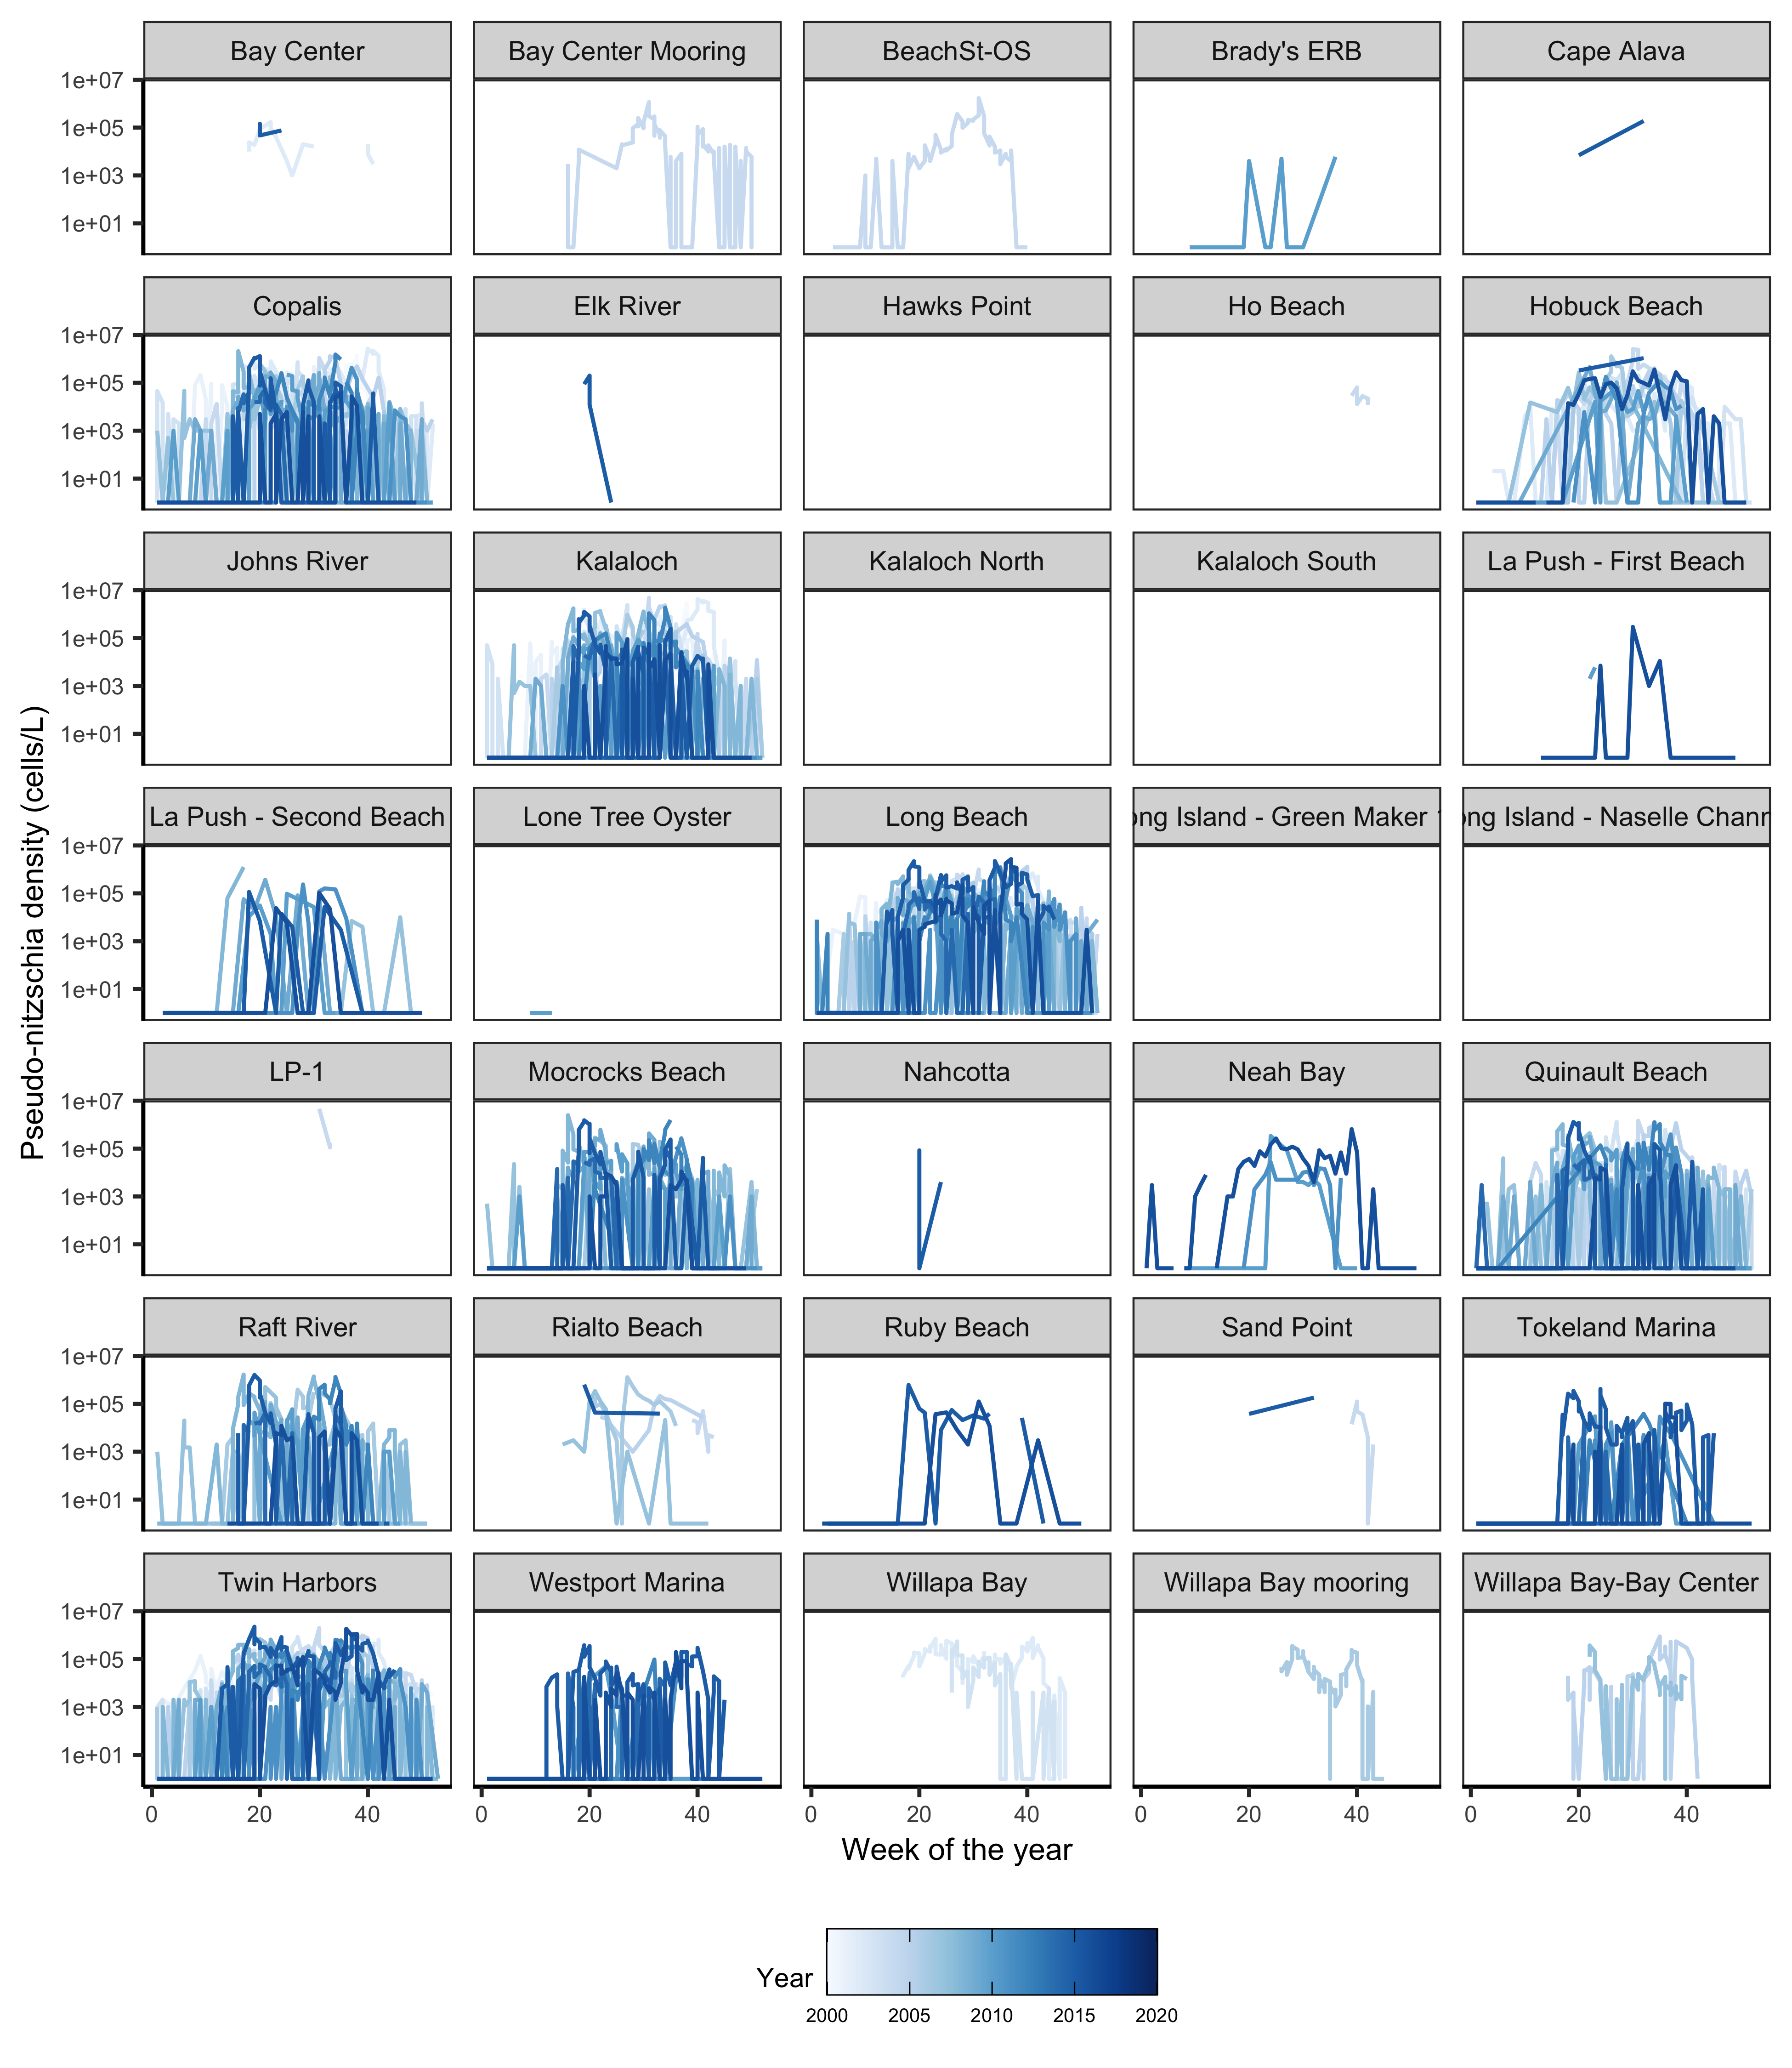 Bay Center
Bay Center Mooring
BeachSt-OS
Brady's ERB
Cape Alava
1e+07
1e+05
1e+03
1e+01
Copalis
Elk River
Hawks Point
Ho Beach
Hobuck Beach
1e+07
1e+05
1e+03
1e+01
Johns River
Kalaloch
Kalaloch North
Kalaloch South
La Push - First Beach
1e+07
1e+05
1e+03
1e+01
La Push - Second Beach
Lone Tree Oyster
Long Beach
ong Island - Green Maker
ong Island - Naselle Chann
1e+07
1e+05
1e+03
1e+01
LP-1
Mocrocks Beach
Nahcotta
Neah Bay
Quinault Beach
1e+07
1e+05
1e+03
1e+01
Raft River
Rialto Beach
Ruby Beach
Sand Point
Tokeland Marina
1e+07
1e+05
1e+03
1e+01
Twin Harbors
Westport Marina
Willapa Bay
Willapa Bay mooring
Willapa Bay-Bay Center
1e+07
1e+05
1e+03
1e+01
0 20 40
0 20 40
0 20 40
0 20 40
0 20 40
Pseudo-nitzschia density (cells/L)
Week of the year
Year
2000 2005 2010 2015 2020